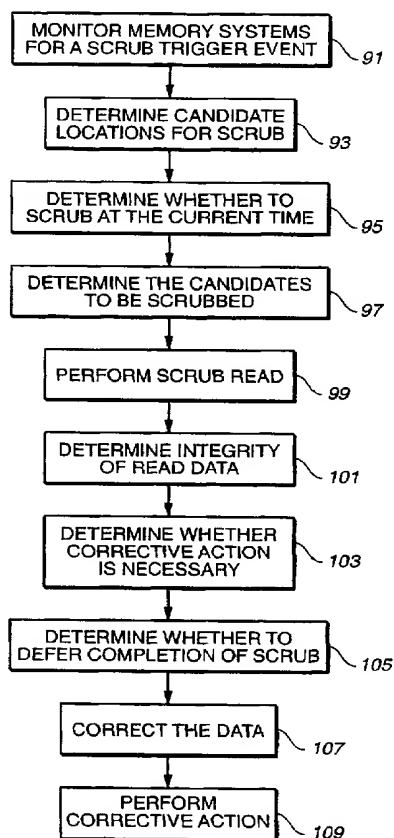 MONITOR MEMORY SYSTEMS
FOR A SCRUB TRIGGER EVENT
91
DETERMINE CANDIDATE
LOCATIONS FOR SCRUB
93
DETERMINE WHETHER TO
SCRUB AT THE CURRENT TIME
95
DETERMINE THE CANDIDATES
TO BE SCRUBBED
97
PERFORM SCRUB READ
99
DETERMINE INTEGRITY
OF READ DATA
101
DETERMINE WHETHER
CORRECTIVE ACTION
IS NECESSARY
103
DETERMINE WHETHER TO
DEFER COMPLETION OF SCRUB
105
CORRECT THE DATA
107
PERFORM
CORRECTIVE ACTION
109